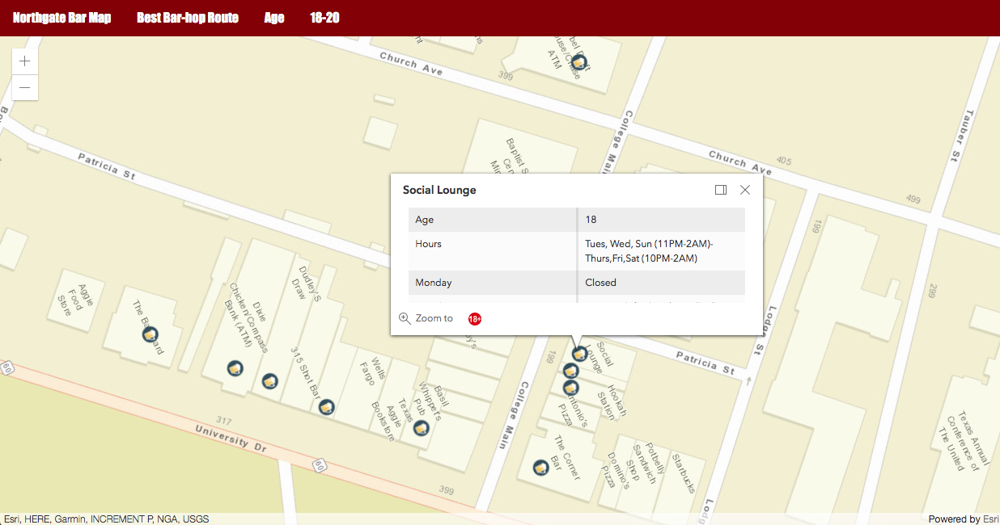 Northgate Bar Map
Best Bar-hop Route
Age
18-20
Church Ave
399
ATM
College Main
Tauber St
Church Ave
405
499
199
299
Patricia St
Baptist
Social Lounge
Age
18
Hours
Tues, Wed, Sun (11PM-2AM)-
Thurs,Fri,Sat (10PM-2AM)
Monday
Closed
Zoom to
18+
Aggie
Food
Store
The
Dixie
Chicken/Compass
Bank (ATM)
Dudley'S
Draw
315 Shot Bar
Wells
Fargo
Texas
Aggie
Bookstore
Basil
Whippet's
Pub
199
College Main
Social
Lounge
Hookah
Station
Pizza
The Corner
Bar
Domino's
Pizza
Potbelly
Sandwich
Shop
Starbucks
Patricia St
Lodge St
Texas Annual
Conference of
The United
60
317
University Dr
60
399
Esri, HERE, Garmin, INCREMENT P, NGA, USGS
Powered by Esri